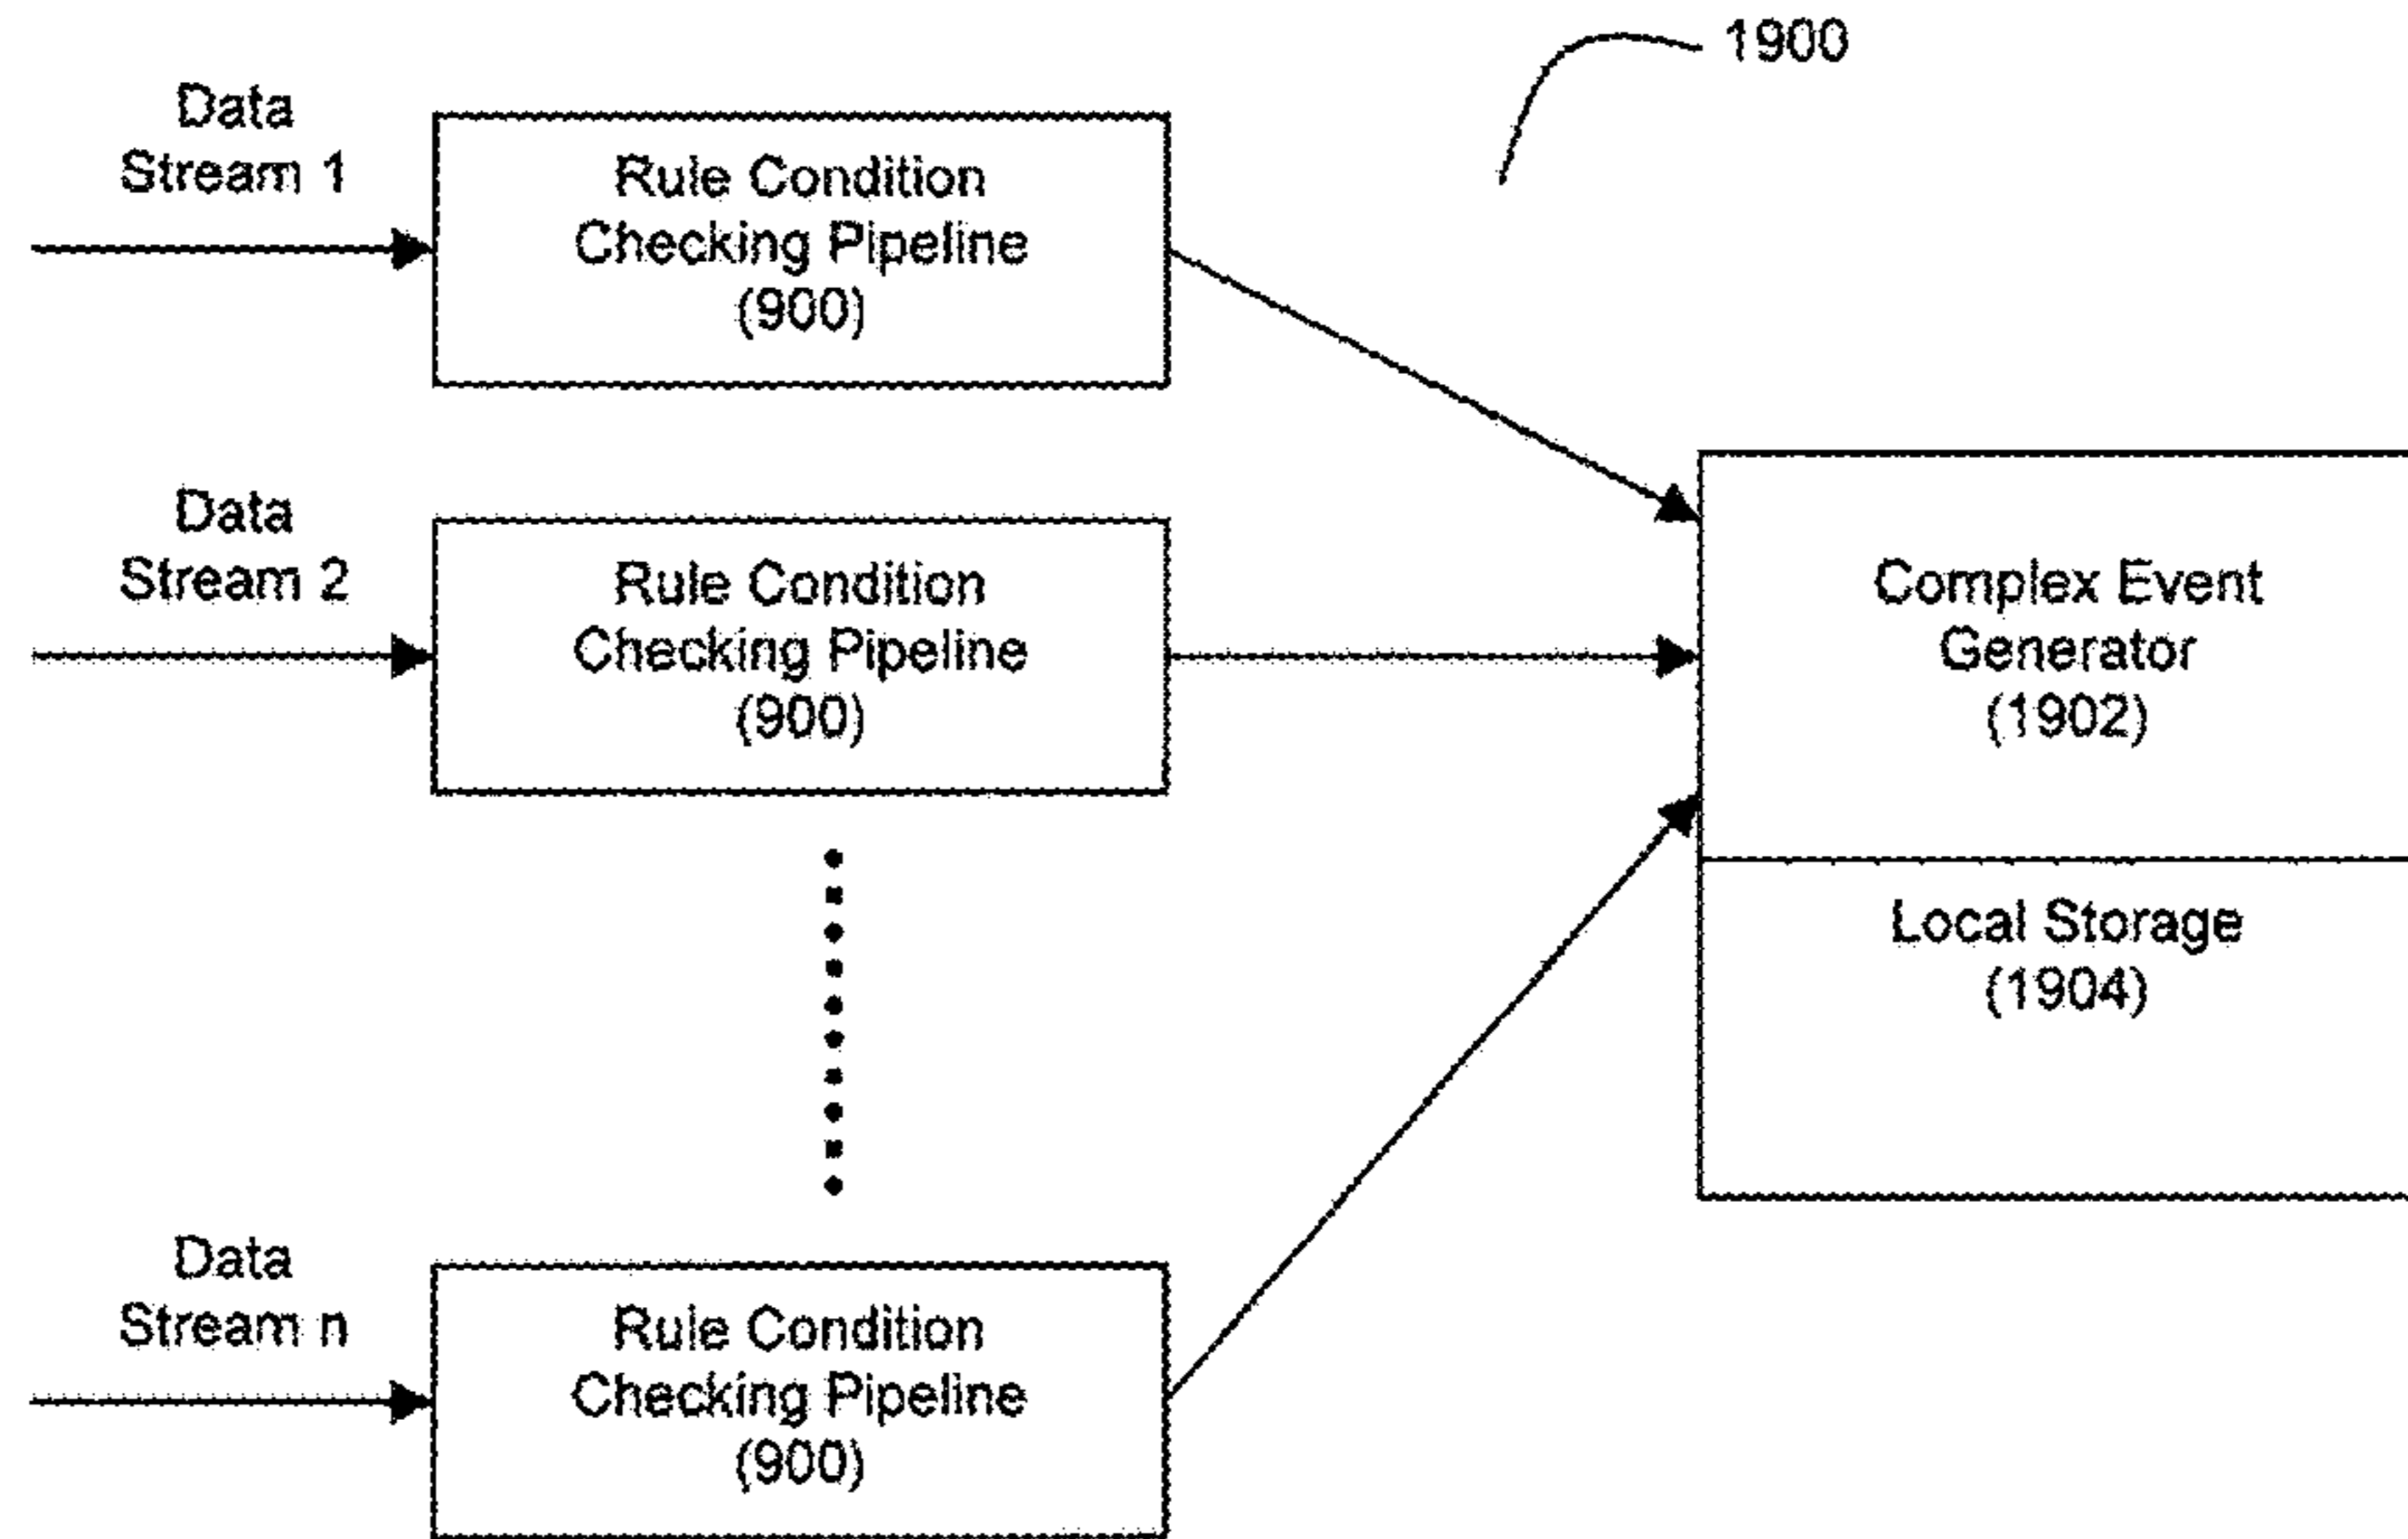 1900
Data
Stream 1
Rule Condition
Checking Pipeline
(900)
Data
Stream 2
Rule Condition
Checking Pipeline
(900)
Complex Event
Generator
(1902)
Local Storage
(1904)
Data
Stream n
Rule Condition
Checking Pipeline
(900)